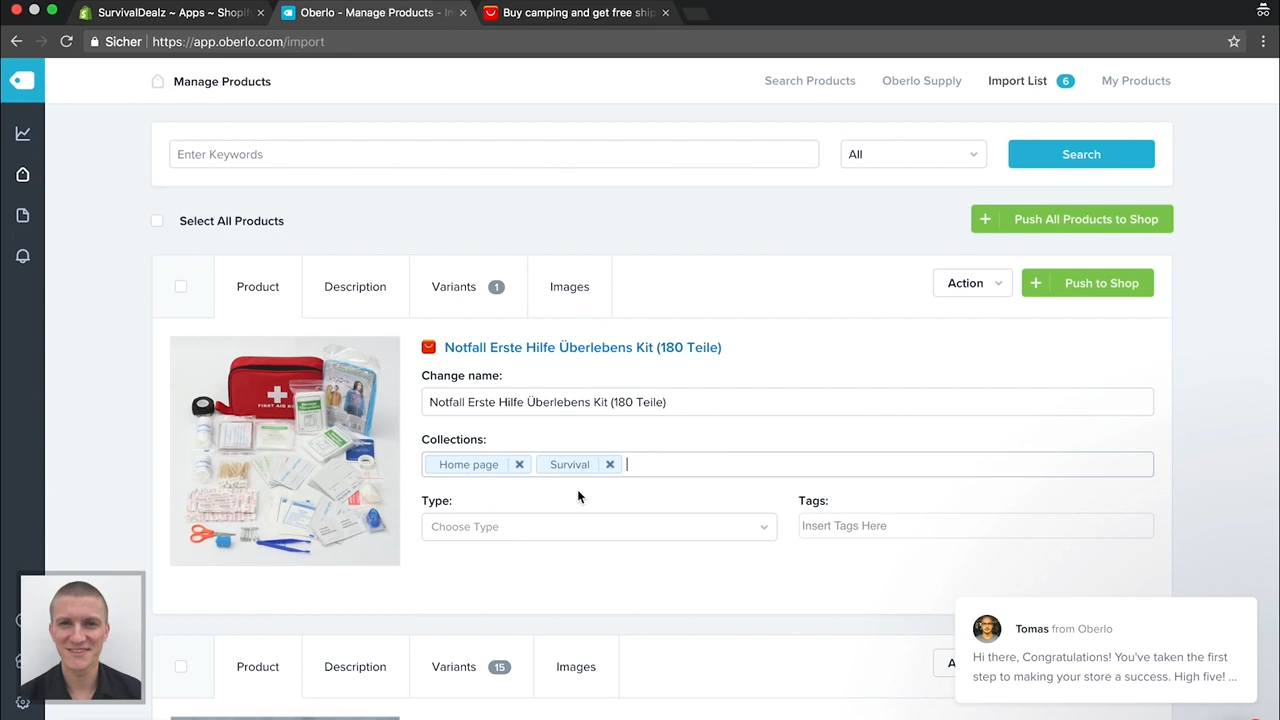 SurvivalDealz ~ Apps ~ Shopif
Oberlo - Manage Products - In
Buy camping and get free ship
Sicher
https://app.oberlo.com/import
Manage Products
Search Products
Oberlo Supply
Import List 6
My Products
Enter Keywords
All
Search
Select All Products
+ Push All Products to Shop
Product
Description
Variants 1
Images
Action
+ Push to Shop
FIRST AID KIT
Notfall Erste Hilfe Überlebens Kit (180 Teile)
Change name:
Notfall Erste Hilfe Überlebens Kit (180 Teile)
Collections:
Home page
Survival
Type:
Tags:
Choose Type
Insert Tags Here
Tomas from Oberlo
Hi there, Congratulations! You've taken the first
step to making your store a success. High five! ...
Product
Description
Variants 15
Images
A